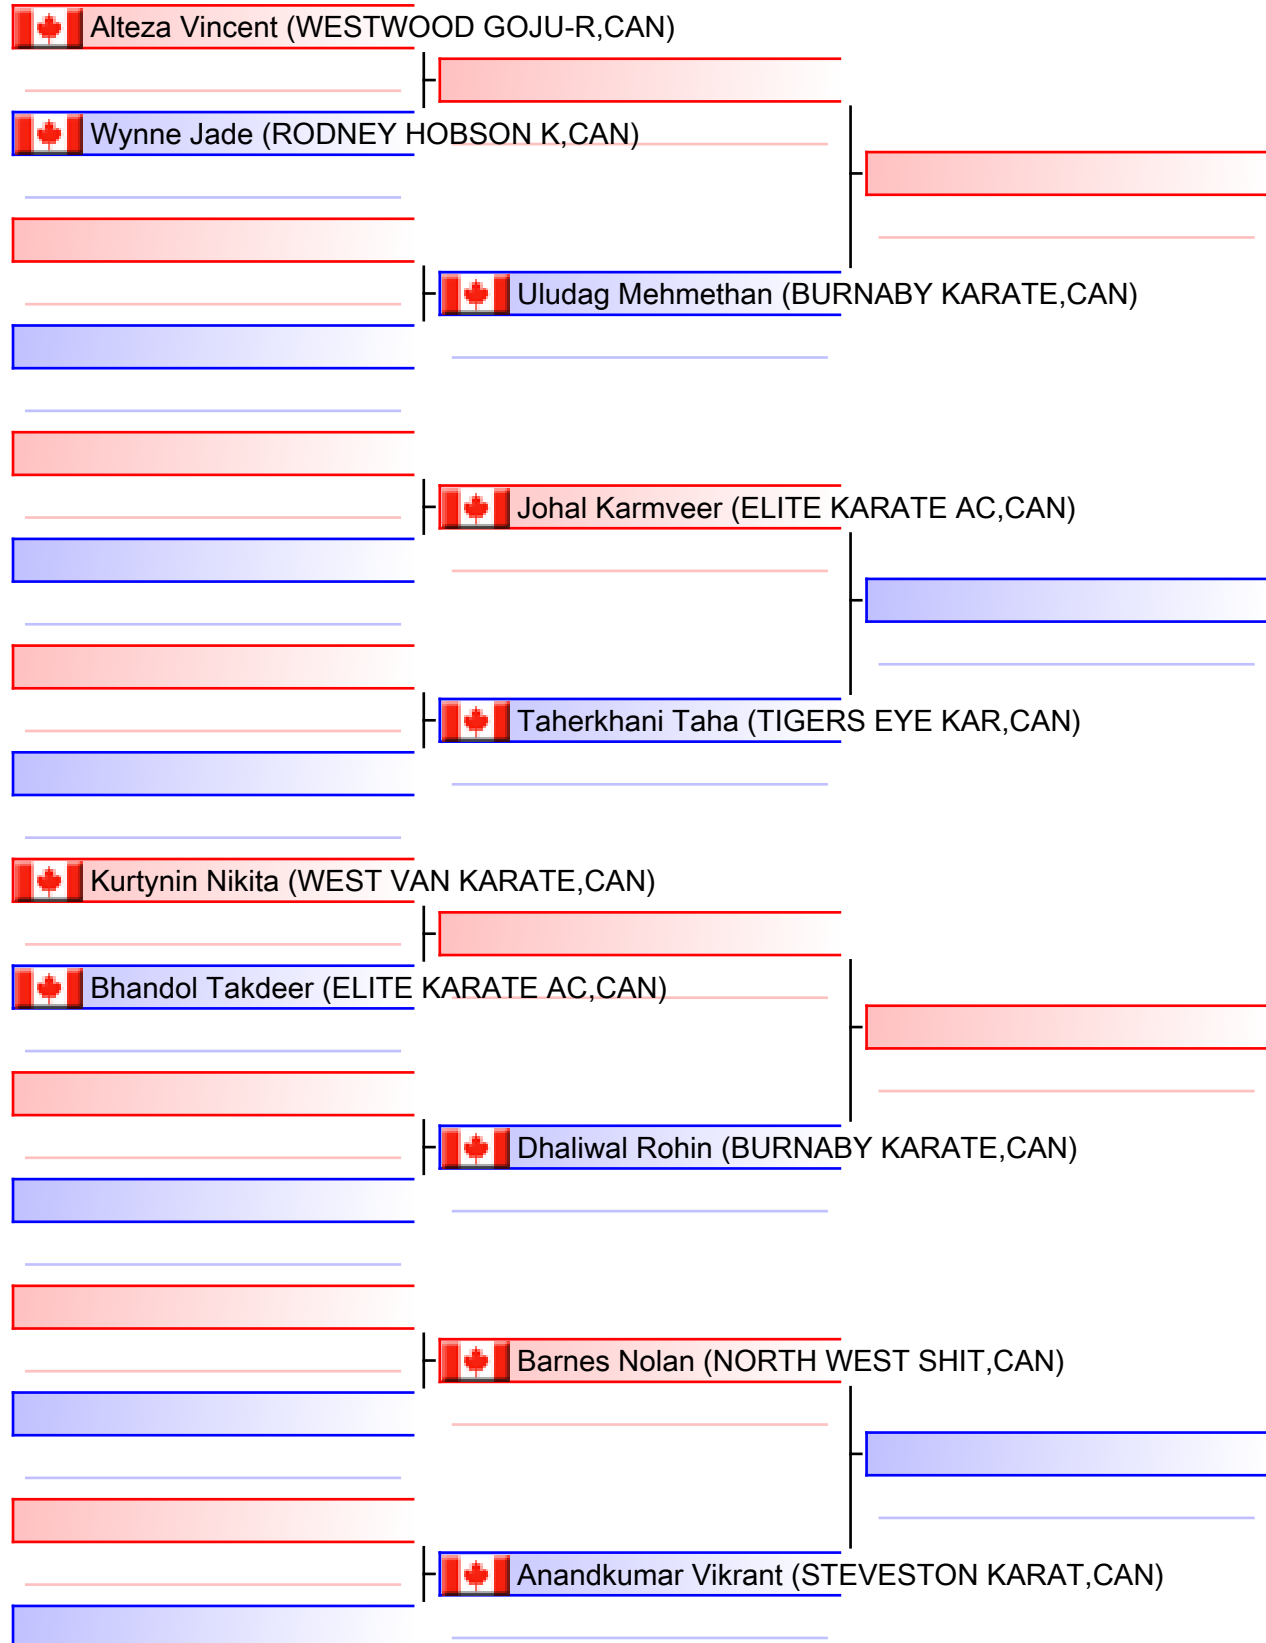 Alteza Vincent (WESTWOOD GOJU-R,CAN)
Wynne Jade (RODNEY HOBSON K,CAN)
Uludag Mehmethan (BURNABY KARATE,CAN)
Johal Karmveer (ELITE KARATE AC,CAN)
Taherkhani Taha (TIGERS EYE KAR,CAN)
Kurtynin Nikita (WEST VAN KARATE,CAN)
Bhandol Takdeer (ELITE KARATE AC,CAN)
Dhaliwal Rohin (BURNABY KARATE,CAN)
Barnes Nolan (NORTH WEST SHIT,CAN)
Anandkumar Vikrant (STEVESTON KARAT,CAN)